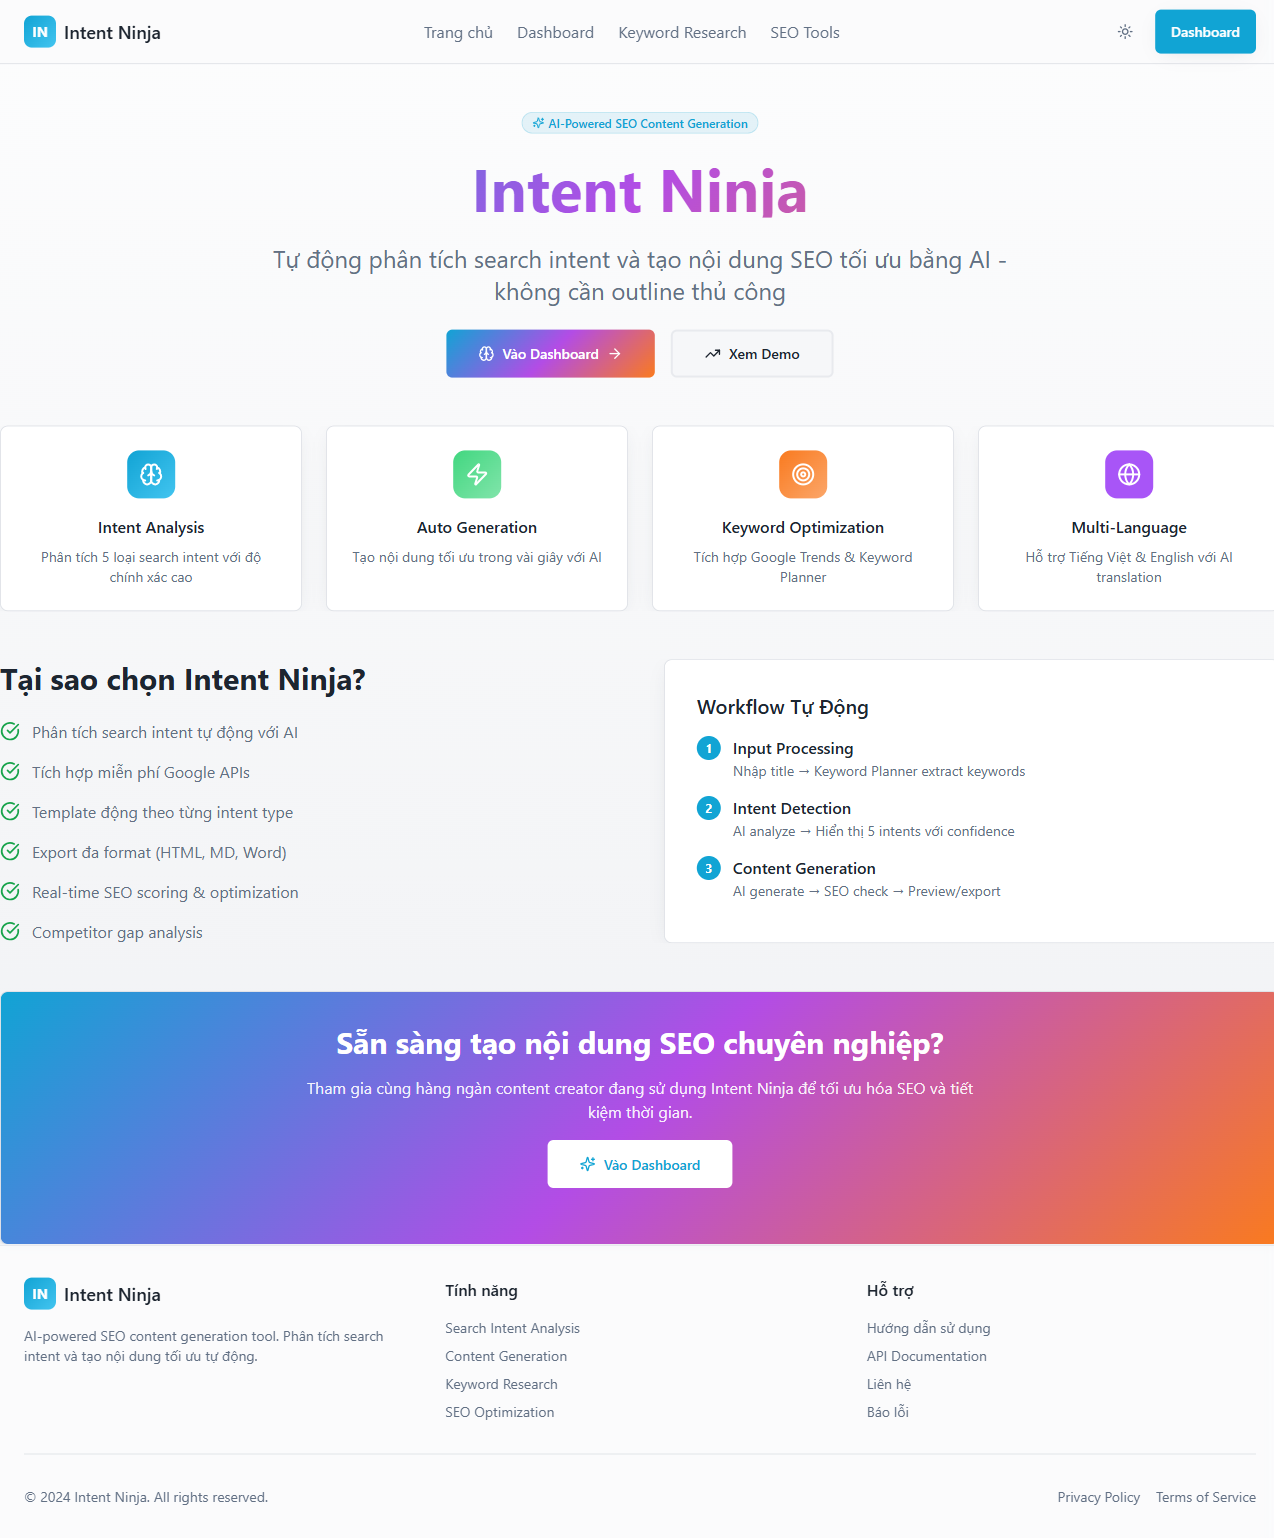 IN Intent Ninja
Trang chủ Dashboard Keyword Research SEO Tools
Dashboard
AI-Powered SEO Content Generation
Intent Ninja
Tự động phân tích search intent và tạo nội dung SEO tối ưu bằng AI -
không cần outline thủ công
Vào Dashboard
Xem Demo
Intent Analysis
Phân tích 5 loại search intent với độ
chính xác cao
Auto Generation
Tạo nội dung tối ưu trong vài giây với AI
Keyword Optimization
Tích hợp Google Trends & Keyword
Planner
Multi-Language
Hỗ trợ Tiếng Việt & English với AI
translation
Tại sao chọn Intent Ninja?
Phân tích search intent tự động với AI
Tích hợp miễn phí Google APIs
Template động theo từng intent type
Export đa format (HTML, MD, Word)
Real-time SEO scoring & optimization
Competitor gap analysis
Workflow Tự Động
1 Input Processing
Nhập title → Keyword Planner extract keywords
2 Intent Detection
AI analyze → Hiển thị 5 intents với confidence
3 Content Generation
AI generate → SEO check → Preview/export
Sẵn sàng tạo nội dung SEO chuyên nghiệp?
Tham gia cùng hàng ngàn content creator đang sử dụng Intent Ninja để tối ưu hóa SEO và tiết
kiệm thời gian.
Vào Dashboard
IN Intent Ninja
AI-powered SEO content generation tool. Phân tích search
intent và tạo nội dung tối ưu tự động.
Tính năng
Search Intent Analysis
Content Generation
Keyword Research
SEO Optimization
Hỗ trợ
Hướng dẫn sử dụng
API Documentation
Liên hệ
Báo lỗi
© 2024 Intent Ninja. All rights reserved.
Privacy Policy Terms of Service